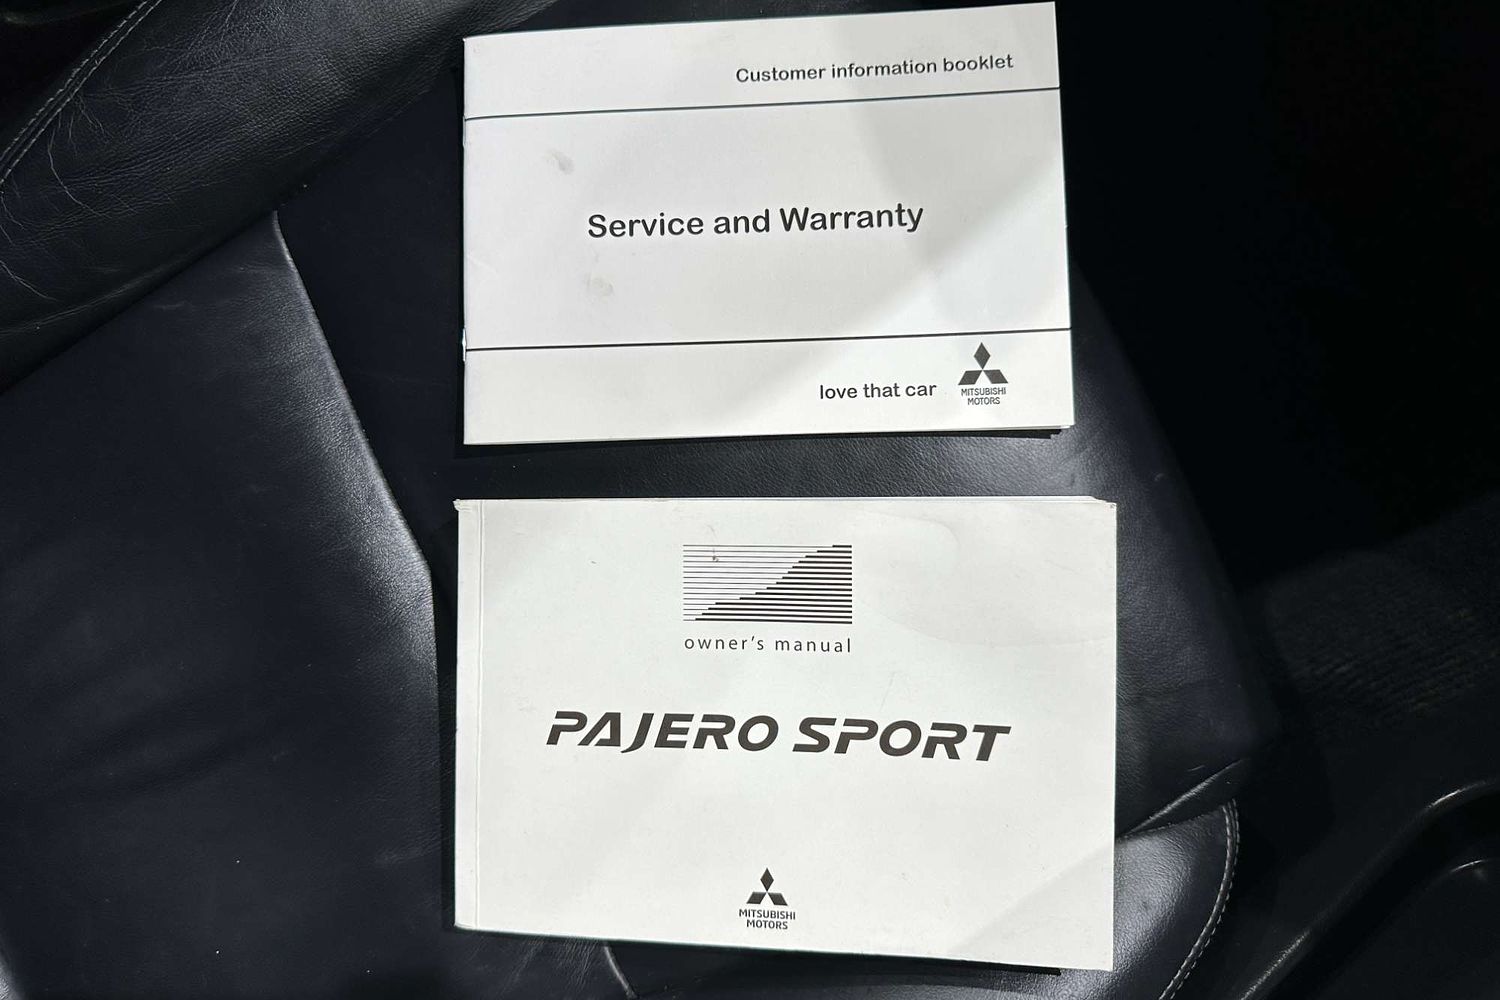 Customer information booklet
Service and Warranty
love that car
MITSUBISHI
MOTORS
owner's manual
PAJERO SPORT
MITSUBISHI
MOTORS